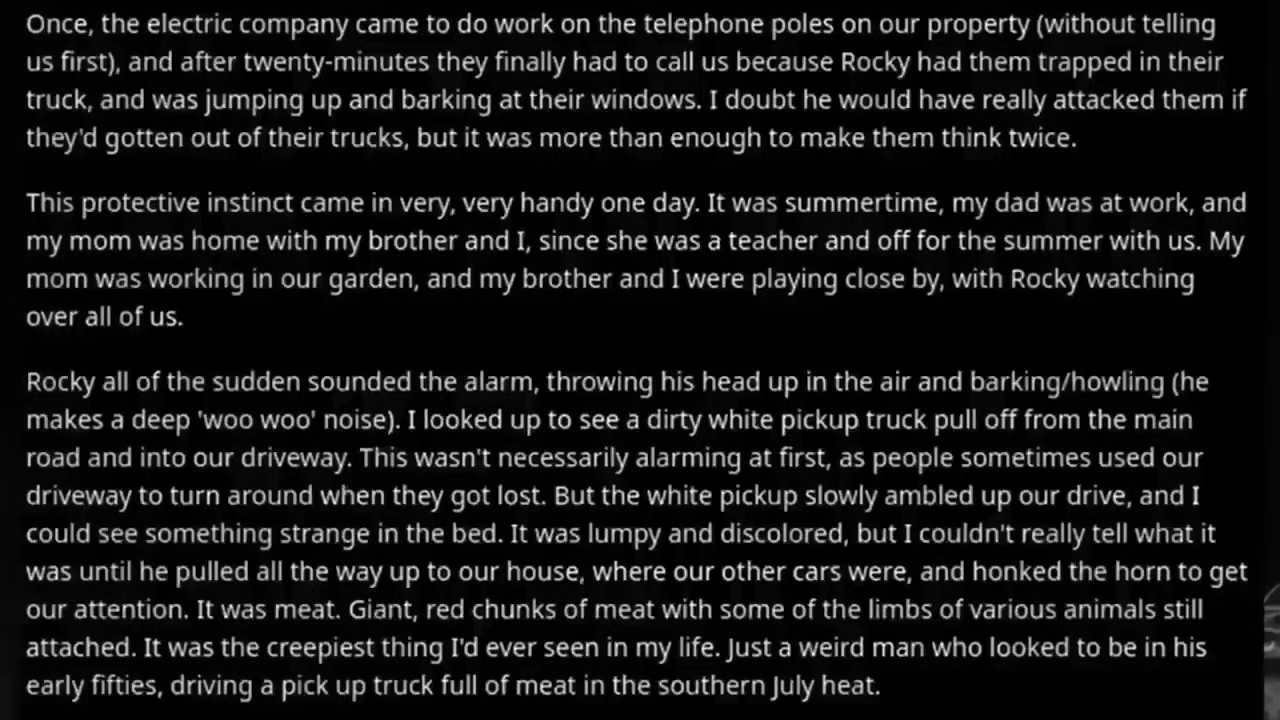 Once, the electric company came to do work on the telephone poles on our property (without telling
us first), and after twenty-minutes they finally had to call us because Rocky had them trapped in their
truck, and was jumping up and barking at their windows. I doubt he would have really attacked them if
they'd gotten out of their trucks, but it was more than enough to make them think twice.
This protective instinct came in very, very handy one day. It was summertime, my dad was at work, and
my mom was home with my brother and I, since she was a teacher and off for the summer with us. My
mom was working in our garden, and my brother and I were playing close by, with Rocky watching
over all of us.
Rocky all of the sudden sounded the alarm, throwing his head up in the air and barking/howling (he
makes a deep 'woo woo' noise). I looked up to see a dirty white pickup truck pull off from the main
road and into our driveway. This wasn't necessarily alarming at first, as people sometimes used our
driveway to turn around when they got lost. But the white pickup slowly ambled up our drive, and I
could see something strange in the bed. It was lumpy and discolored, but I couldn't really tell what it
was until he pulled all the way up to our house, where our other cars were, and honked the horn to get
our attention. It was meat. Giant, red chunks of meat with some of the limbs of various animals still
attached. It was the creepiest thing I'd ever seen in my life. Just a weird man who looked to be in his
early fifties, driving a pick up truck full of meat in the southern July heat.